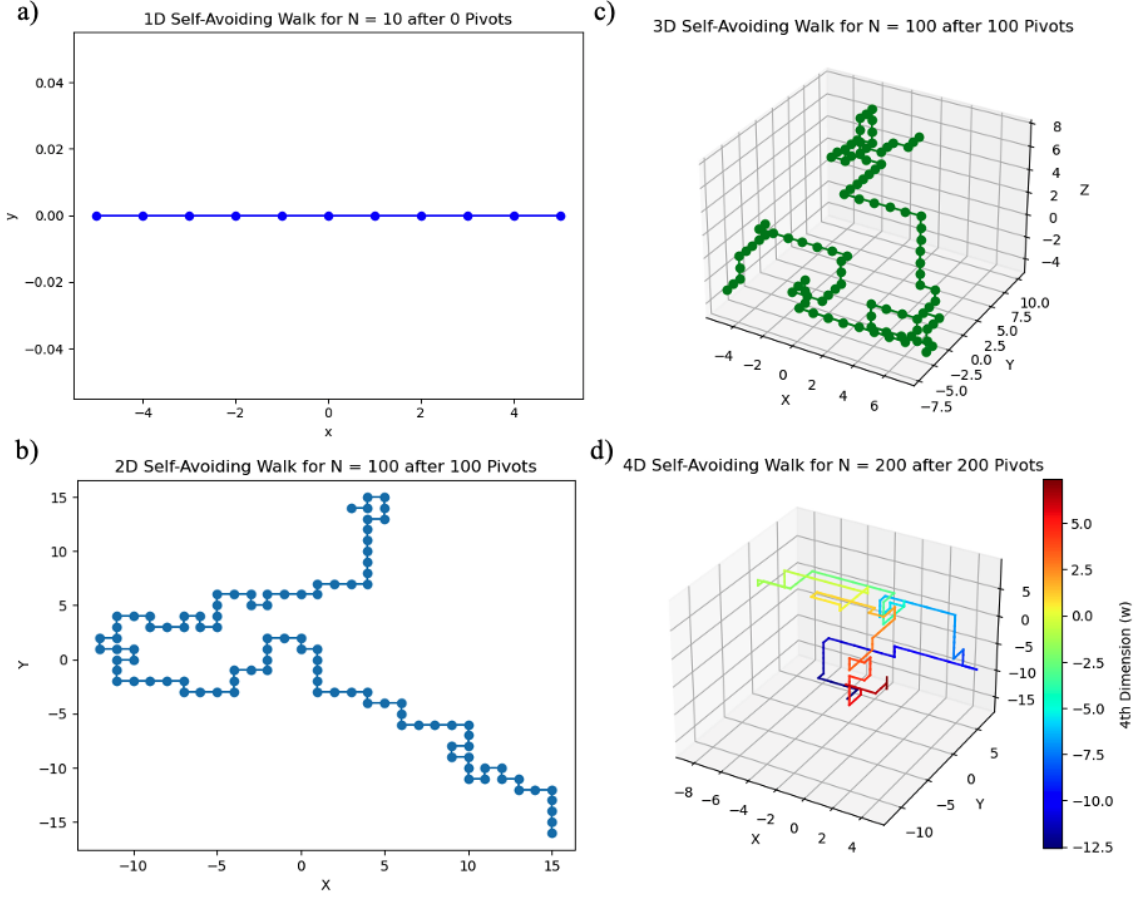 a)
1D Self-Avoiding Walk for N = 10 after 0 Pivots
0.04
0.02
0.00
−0.02
−0.04
y
−4 −2 0 2 4
x
c)
3D Self-Avoiding Walk for N = 100 after 100 Pivots
8
6
4
2
0
−2
−4
Z
−4 −2 0 2 4 6
X
10.0
7.5
5.0
2.5
0.0
−2.5
−5.0
−7.5
Y
b)
2D Self-Avoiding Walk for N = 100 after 100 Pivots
15
10
5
0
−5
−10
−15
Y
−10 −5 0 5 10 15
X
d)
4D Self-Avoiding Walk for N = 200 after 200 Pivots
5
0
−5
−10
−15
−8 −6 −4 −2 0 2 4
X
5
0
−5
−10
Y
5.0
2.5
0.0
−2.5
−5.0
−7.5
−10.0
−12.5
4th Dimension (w)